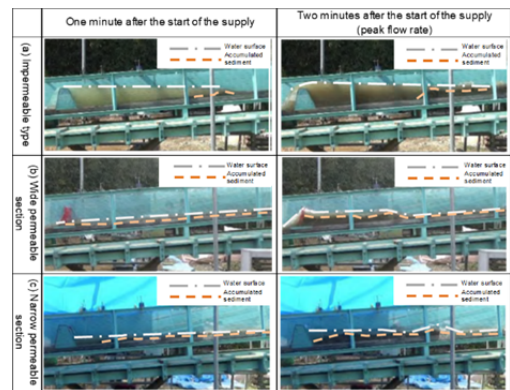 One minute after the start of the supply
Two minutes after the start of the supply
(peak flow rate)
(a) Impermeable type
Water surface
Accumulated
sediment
Water surface
Accumulated
sediment
(b) Wide permeable
section
Water surface
Accumulated
sediment
Water surface
Accumulated
sediment
(c) Narrow permeable
section
Water surface
Accumulated
sediment
Water surface
Accumulated
sediment